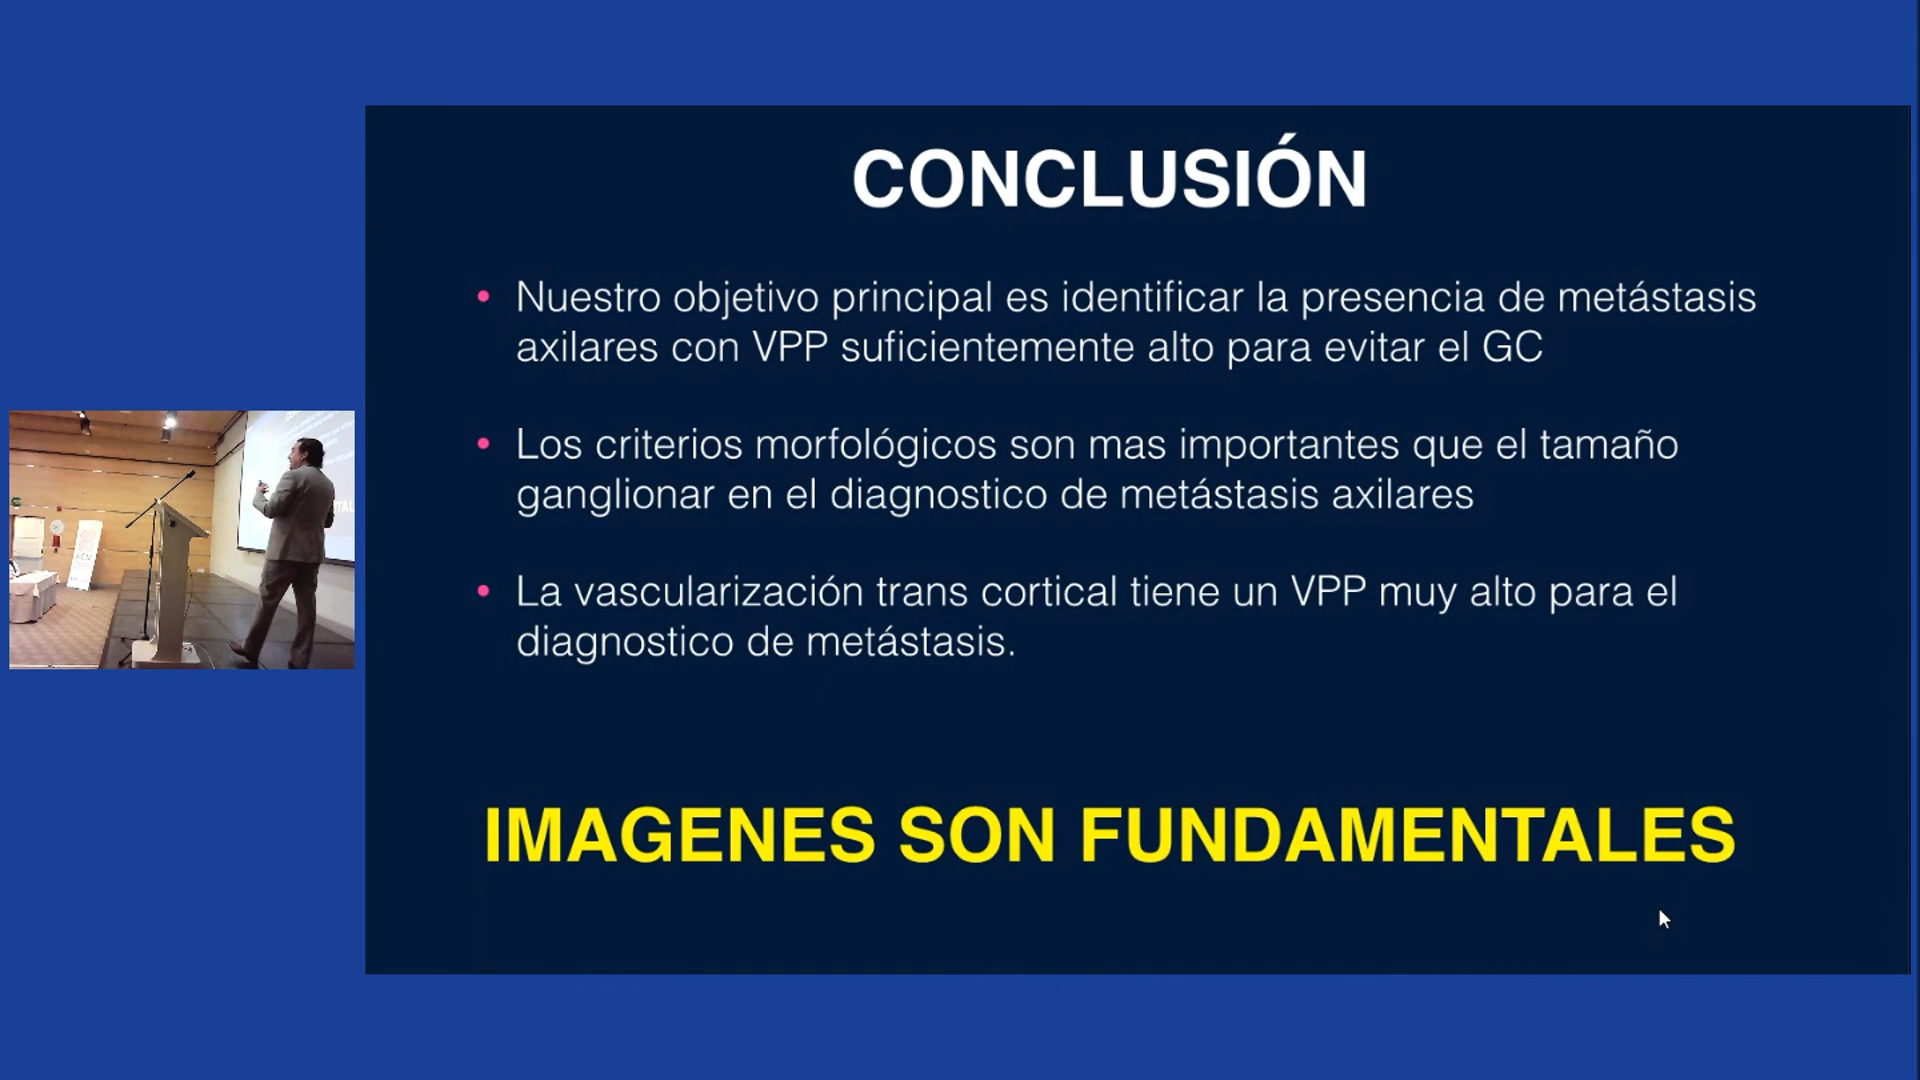 CONCLUSIÓN
• Nuestro objetivo principal es identificar la presencia de metástasis
axilares con VPP suficientemente alto para evitar el GC
• Los criterios morfológicos son mas importantes que el tamaño
ganglionar en el diagnostico de metástasis axilares
• La vascularización trans cortical tiene un VPP muy alto para el
diagnostico de metástasis.
IMAGENES SON FUNDAMENTALES